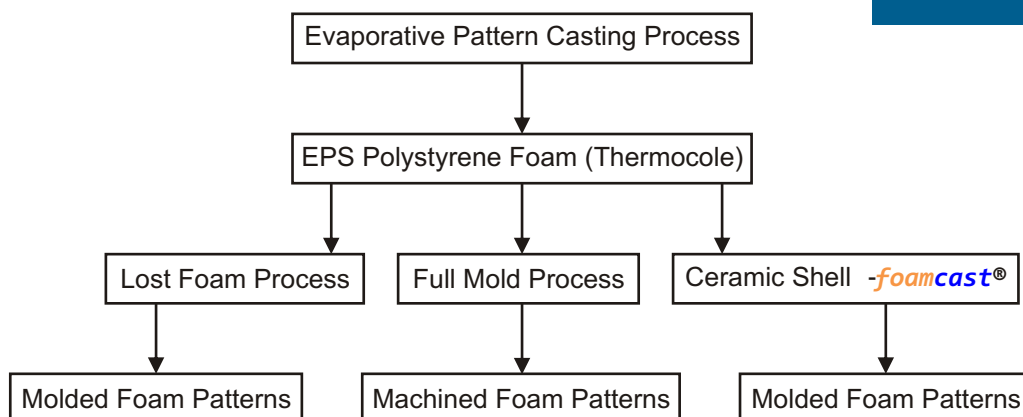 Evaporative Pattern Casting Process
EPS Polystyrene Foam (Thermocole)
Lost Foam Process
Full Mold Process
Ceramic Shell -foamcast®
Molded Foam Patterns
Machined Foam Patterns
Molded Foam Patterns